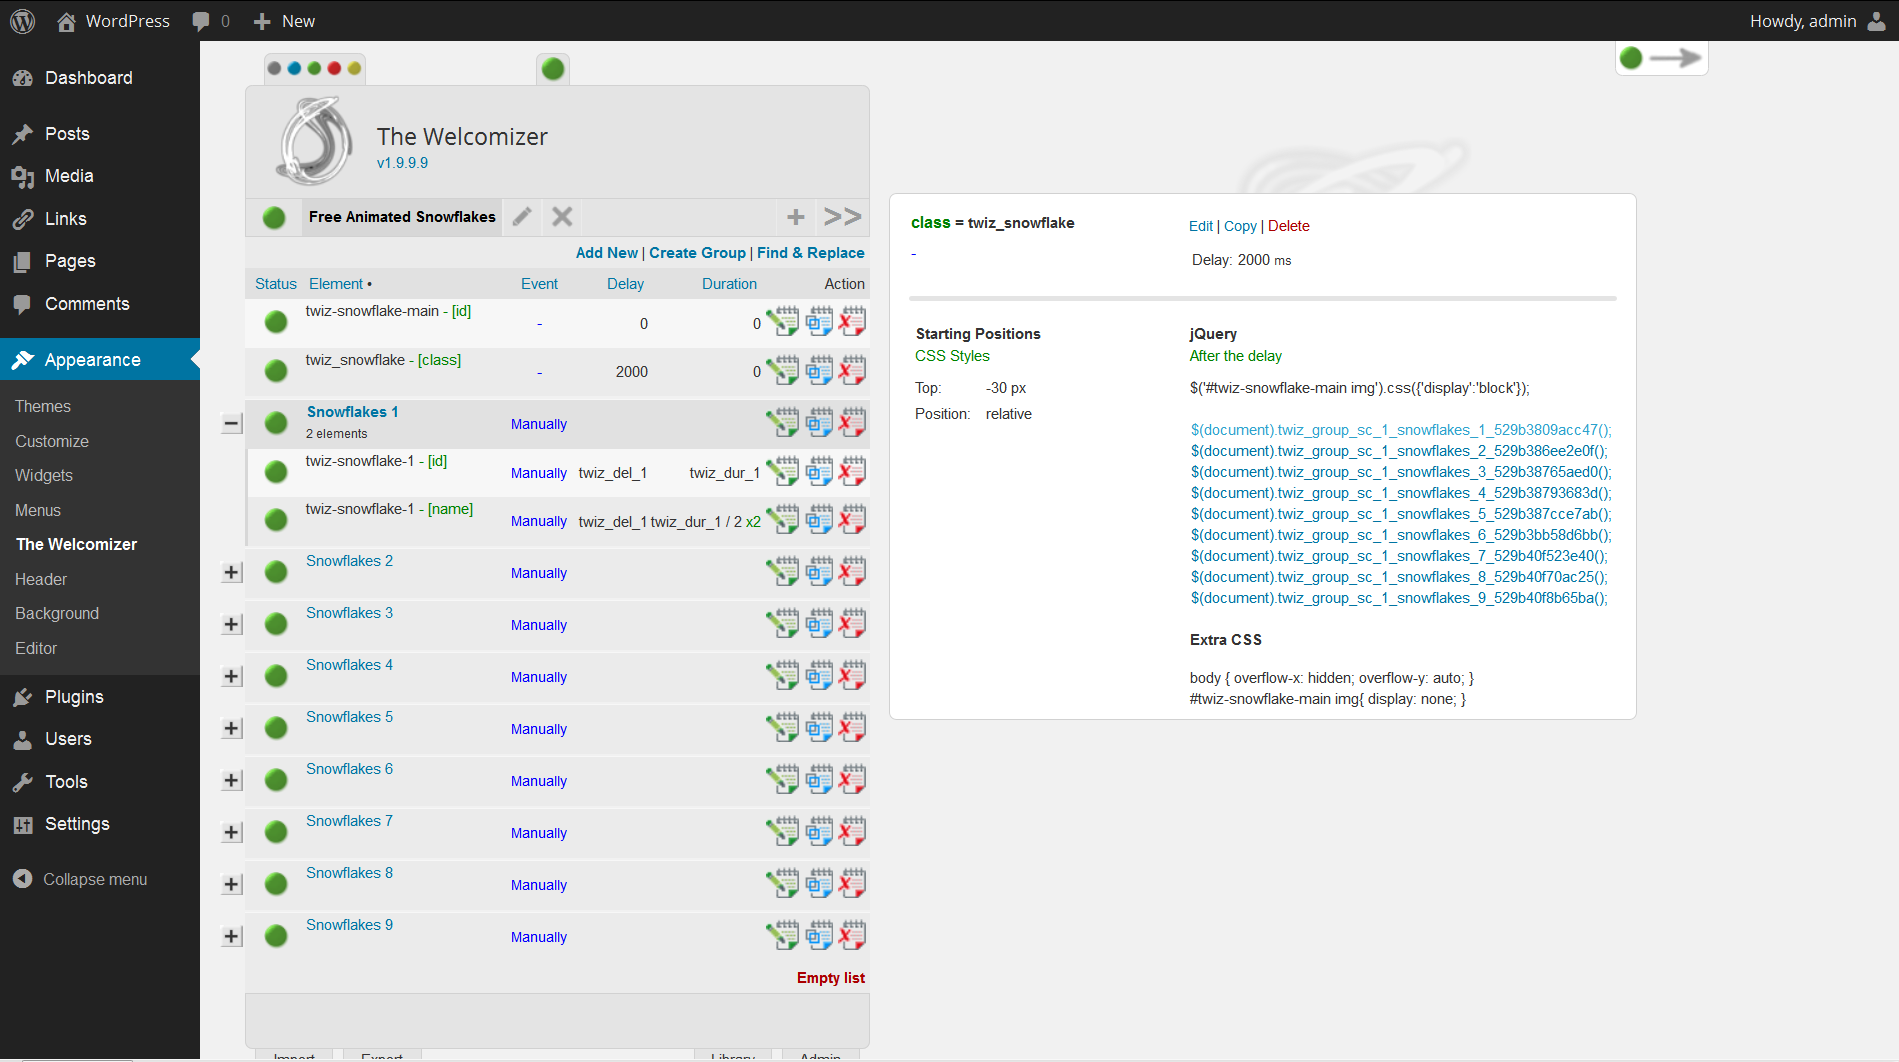 WordPress
0
New
Howdy, admin
Dashboard
Posts
Media
Links
Pages
Comments
Appearance
Themes
Customize
Widgets
Menus
The Welcomizer
Header
Background
Editor
Plugins
Users
Tools
Settings
Collapse menu
The Welcomizer
v1.9.9.9
Free Animated Snowflakes
+ >>
Add New | Create Group | Find & Replace
Status Element • Event Delay Duration Action
twiz-snowflake-main - [id] - 0 0
twiz_snowflake - [class] - 2000 0
Snowflakes 1
2 elements
Manually
twiz-snowflake-1 - [id] Manually twiz_del_1 twiz_dur_1
twiz-snowflake-1 - [name] Manually twiz_del_1 twiz_dur_1 / 2 x2
Snowflakes 2 Manually
Snowflakes 3 Manually
Snowflakes 4 Manually
Snowflakes 5 Manually
Snowflakes 6 Manually
Snowflakes 7 Manually
Snowflakes 8 Manually
Snowflakes 9 Manually
Empty list
Import Export Library Admin
class = twiz_snowflake
-
Edit | Copy | Delete
Delay: 2000 ms
Starting Positions
CSS Styles
Top: -30 px
Position: relative
jQuery
After the delay
$('#twiz-snowflake-main img').css({'display':'block'});
$(document).twiz_group_sc_1_snowflakes_1_529b3809acc47();
$(document).twiz_group_sc_1_snowflakes_2_529b386ee2e0f();
$(document).twiz_group_sc_1_snowflakes_3_529b38765aed0();
$(document).twiz_group_sc_1_snowflakes_4_529b38793683d();
$(document).twiz_group_sc_1_snowflakes_5_529b387cce7ab();
$(document).twiz_group_sc_1_snowflakes_6_529b3bb58d6bb();
$(document).twiz_group_sc_1_snowflakes_7_529b40f523e40();
$(document).twiz_group_sc_1_snowflakes_8_529b40f70ac25();
$(document).twiz_group_sc_1_snowflakes_9_529b40f8b65ba();
Extra CSS
body { overflow-x: hidden; overflow-y: auto; }
#twiz-snowflake-main img{ display: none; }